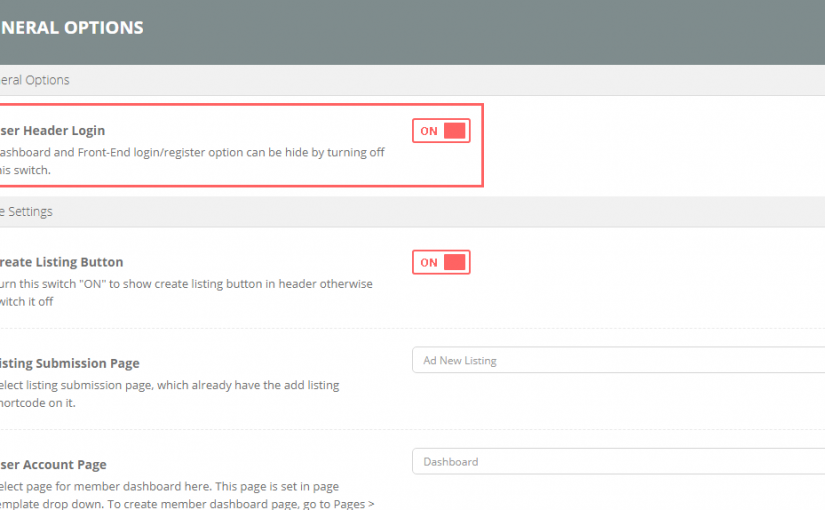 NERAL OPTIONS
eral Options
ser Header Login
ON
ashboard and Front-End login/register option can be hide by turning off
his switch.
e Settings
reate Listing Button
ON
urn this switch "ON" to show create listing button in header otherwise
witch it off
isting Submission Page
Ad New Listing
elect listing submission page, which already have the add listing
hortcode on it.
ser Account Page
Dashboard
elect page for member dashboard here. This page is set in page
emplate drop down. To create member dashboard page, go to Pages >